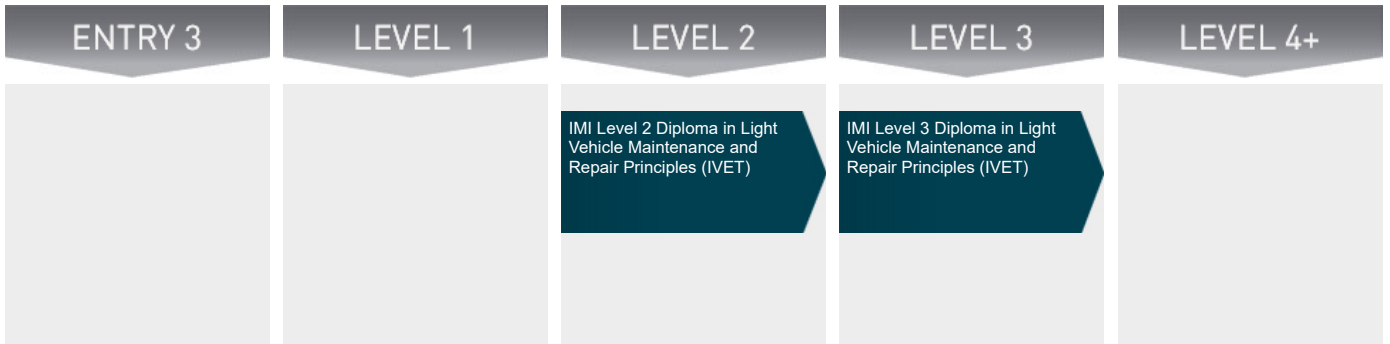 ENTRY 3
LEVEL 1
LEVEL 2
LEVEL 3
LEVEL 4+
IMI Level 2 Diploma in Light
Vehicle Maintenance and
Repair Principles (IVET)
IMI Level 3 Diploma in Light
Vehicle Maintenance and
Repair Principles (IVET)